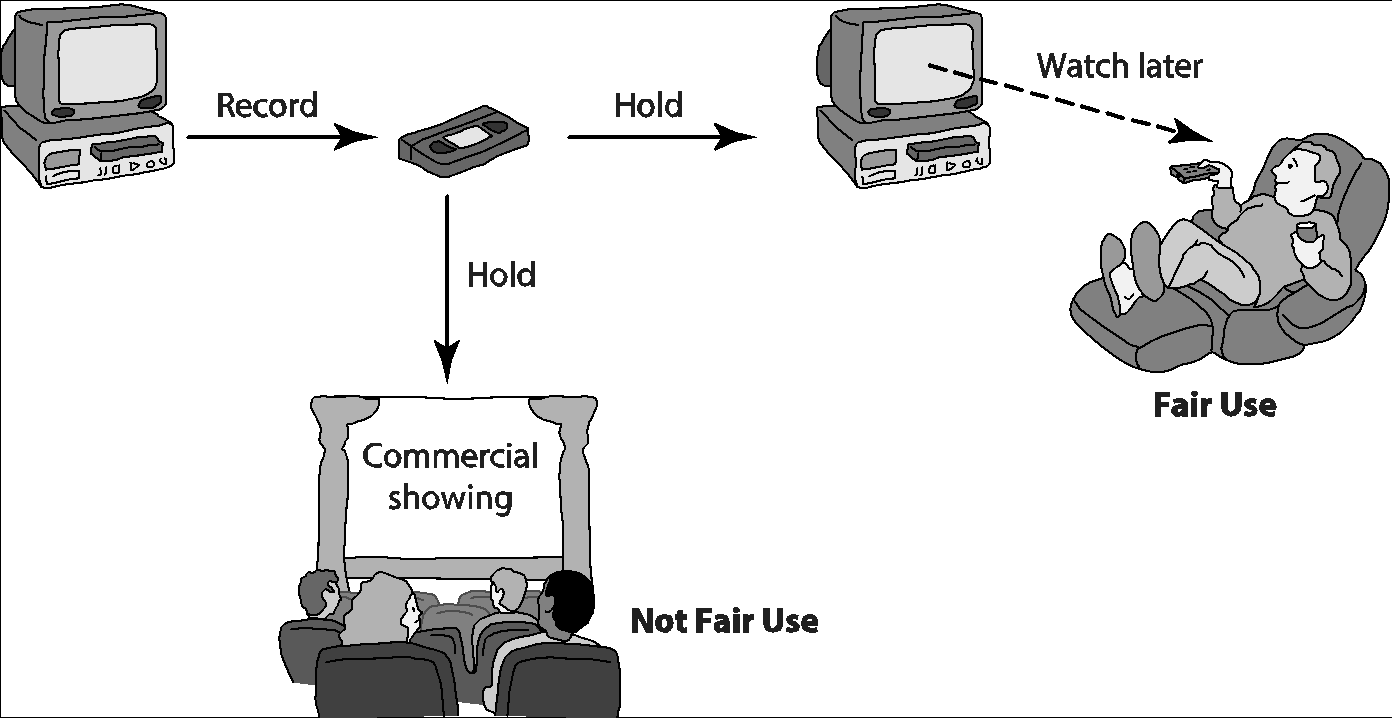 Record
Hold
Watch later
Hold
Fair Use
Commercial
showing
Not Fair Use